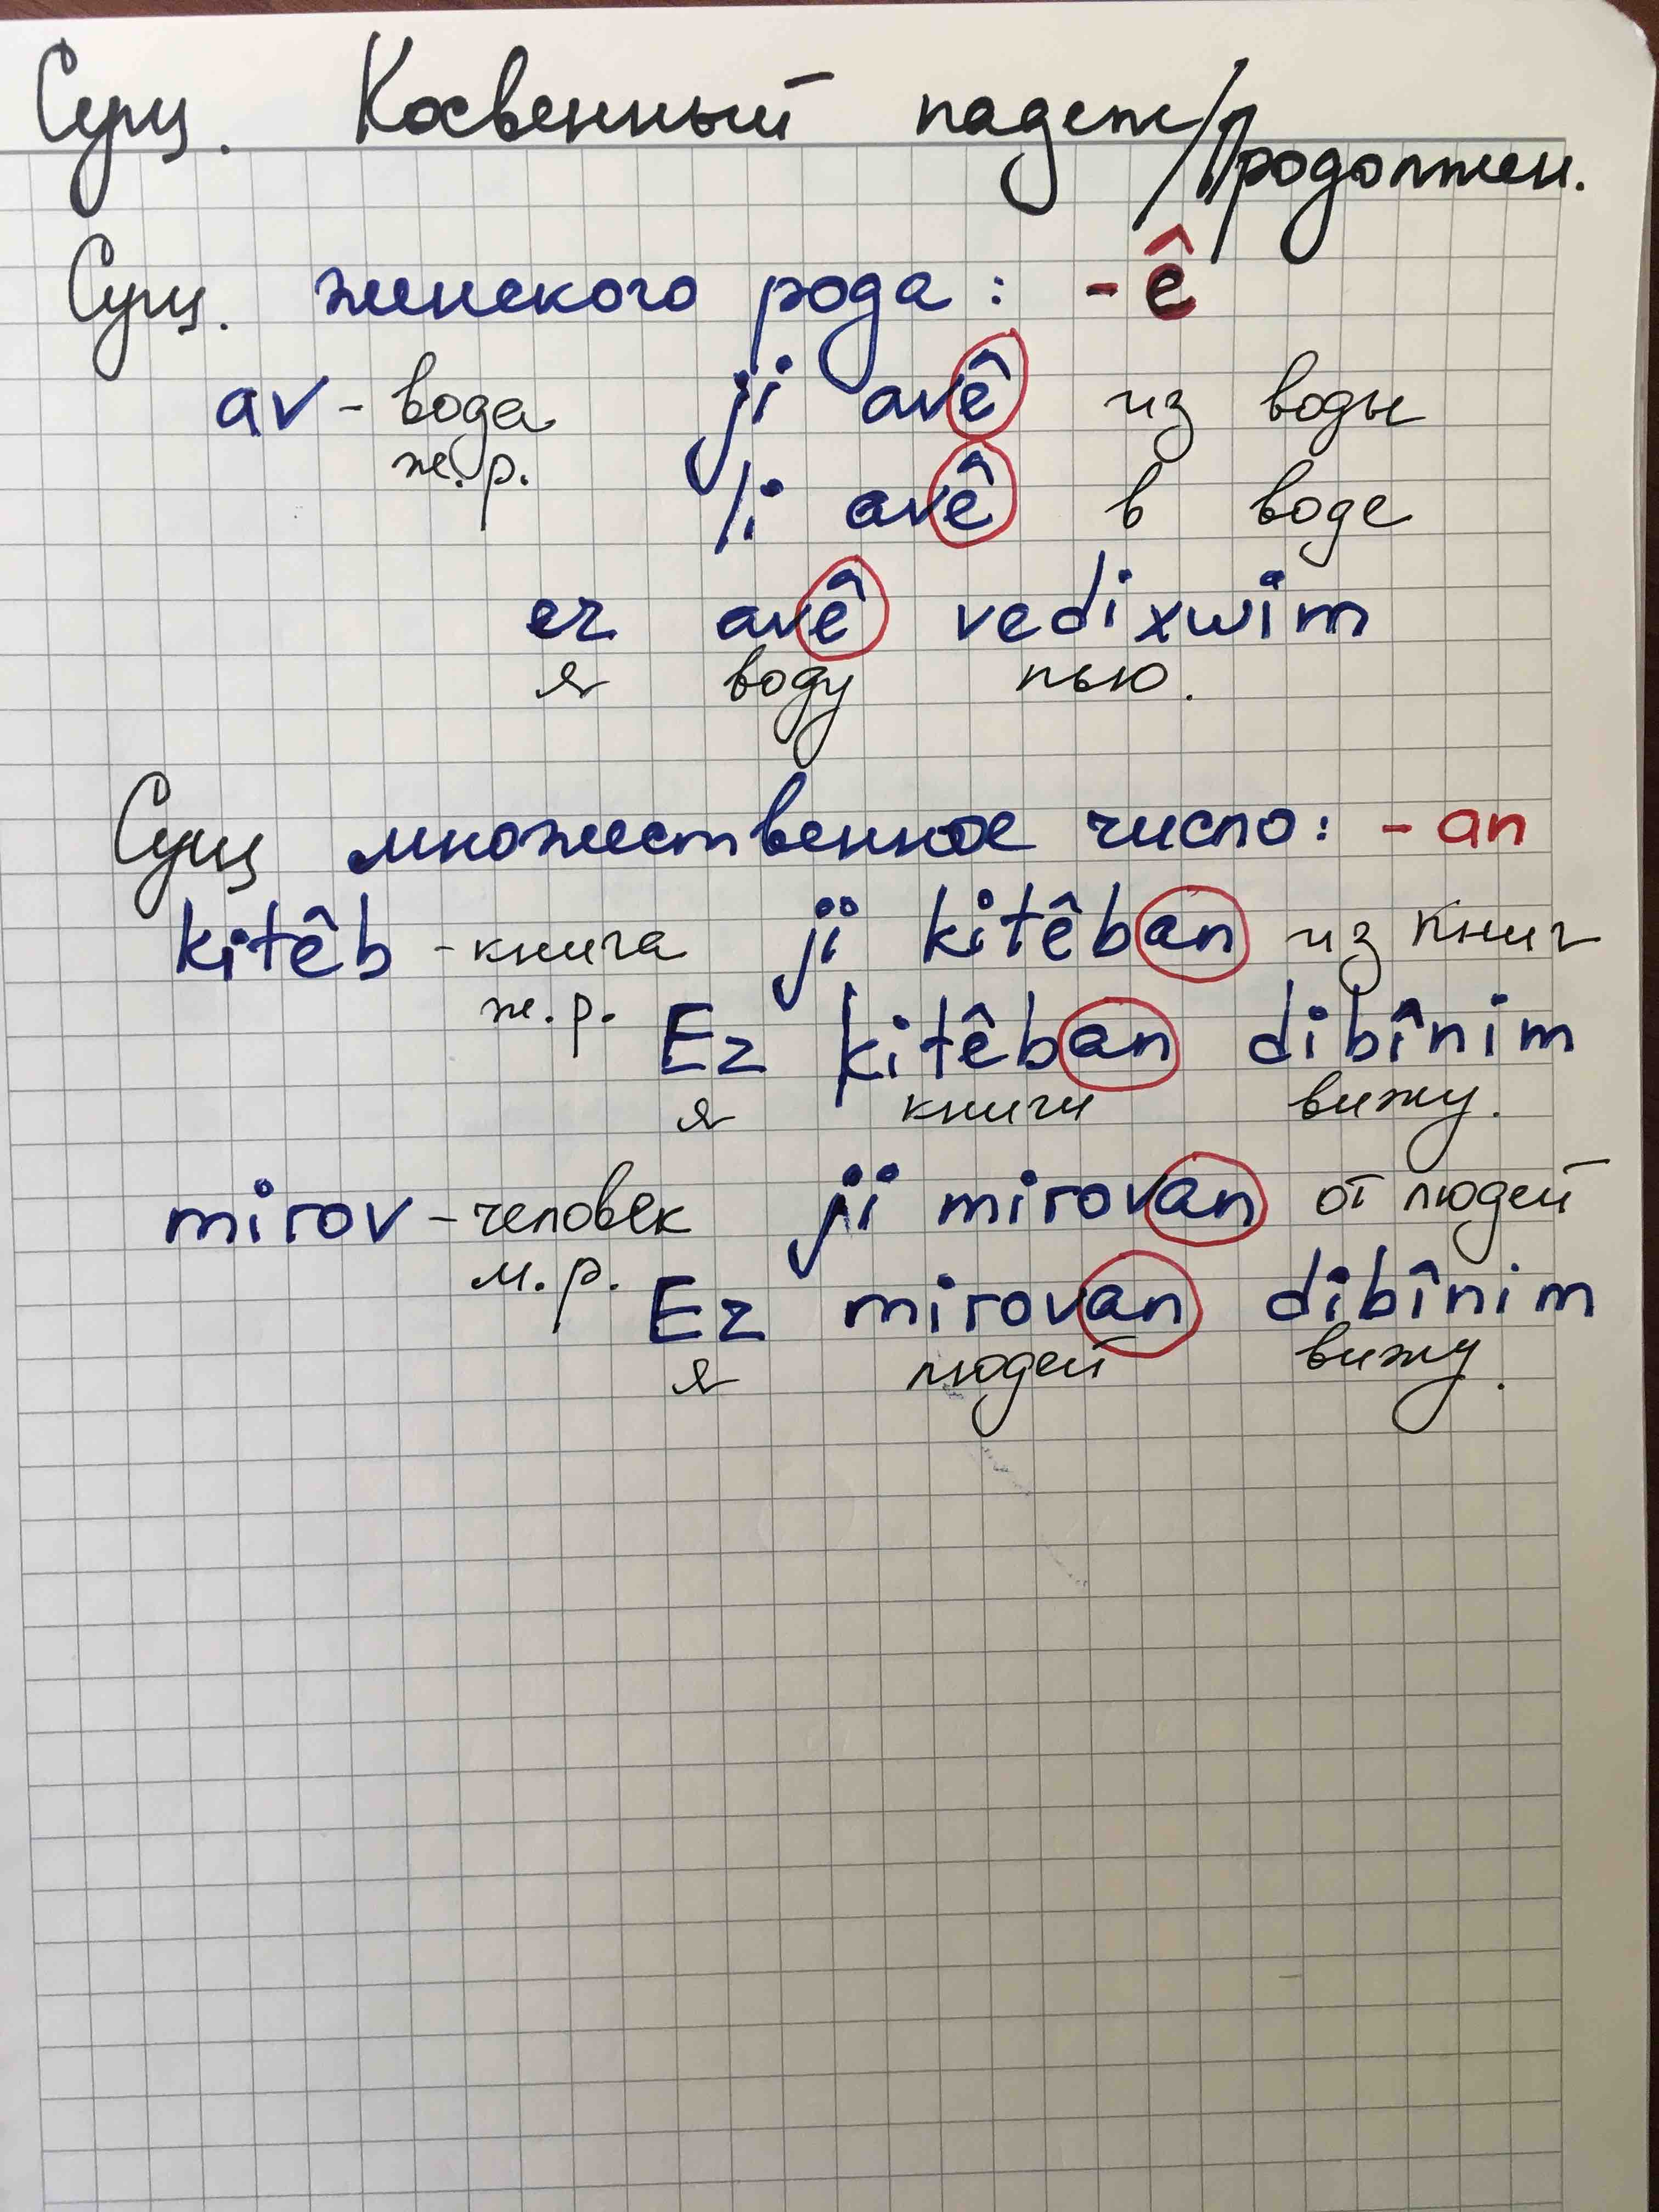 Сущ. Косвенный падеж/Продолжен.
Сущ. женского рода: -ê
av - вода ji avê из воды
ж.р. li avê в воде
ez avê vedixwim
я воду пью.
Сущ множественное число: -an
kitêb - книга ji kitêban из книг
ж.р. Ez kitêban dibînim
я книги вижу.
mirov - человек ji mirovan от людей
м.р. Ez mirovan dibînim
я людей вижу.